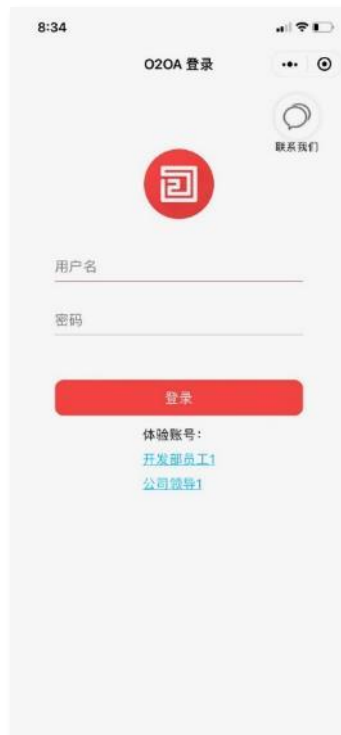 8:34
O2OA 登录
联系我们
用户名
密码
登录
体验账号：
开发部员工1
公司领导1